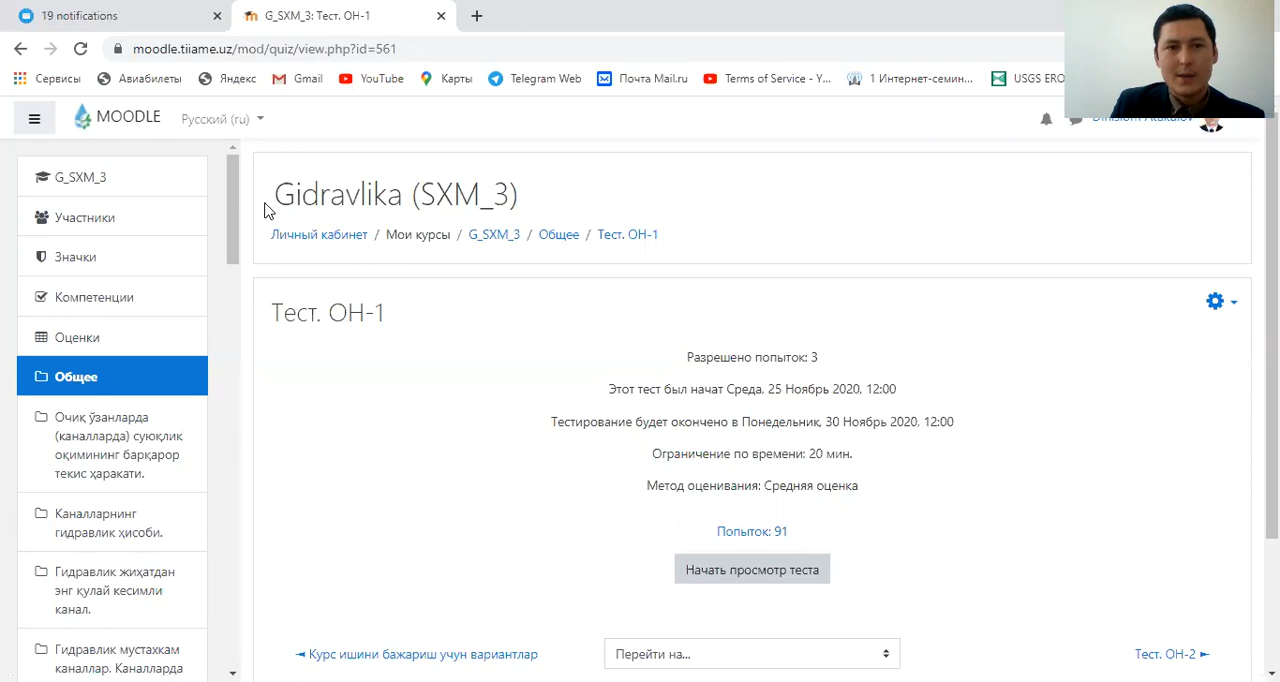 19 notifications
G_SXM_3: Тест. ОН-1
moodle.tiiame.uz/mod/quiz/view.php?id=561
Сервисы Авиабилеты Яндекс Gmail YouTube Карты Telegram Web Почта Mail.ru Terms of Service - Y... 1 Интернет-семин... USGS ERO
MOODLE Русский (ru)
G_SXM_3
Участники
Значки
Компетенции
Оценки
Общее
Очиқ ўзанларда
(каналларда) суюқлик
оқимининг барқарор
текис ҳаракати.
Каналларнинг
гидравлик ҳисоби.
Гидравлик жиҳатдан
энг қулай кесимли
канал.
Гидравлик мустахкам
каналлар. Каналларда
Gidravlika (SXM_3)
Личный кабинет / Мои курсы / G_SXM_3 / Общее / Тест. ОН-1
Тест. ОН-1
Разрешено попыток: 3
Этот тест был начат Среда, 25 Ноябрь 2020, 12:00
Тестирование будет окончено в Понедельник, 30 Ноябрь 2020, 12:00
Ограничение по времени: 20 мин.
Метод оценивания: Средняя оценка
Попыток: 91
Начать просмотр теста
◄ Курс ишини бажариш учун вариантлар
Перейти на...
Тест. ОН-2 ►